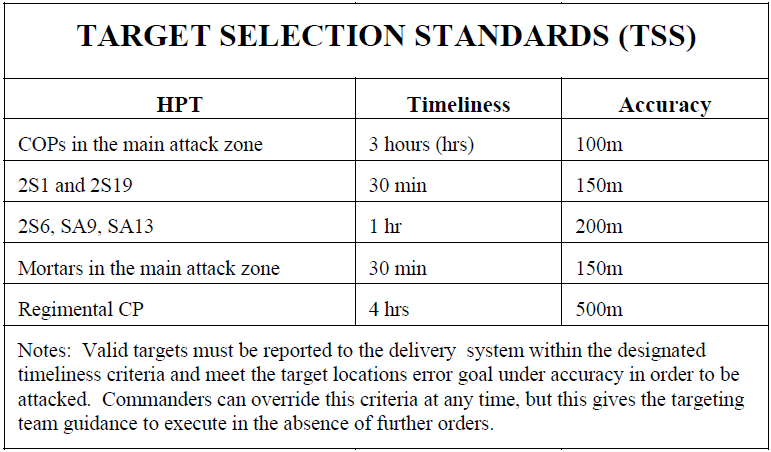 TARGET SELECTION STANDARDS (TSS)
HPT Timeliness Accuracy
COPs in the main attack zone 3 hours (hrs) 100m
2S1 and 2S19 30 min 150m
2S6, SA9, SA13 1 hr 200m
Mortars in the main attack zone 30 min 150m
Regimental CP 4 hrs 500m
Notes: Valid targets must be reported to the delivery system within the designated
timeliness criteria and meet the target locations error goal under accuracy in order to be
attacked. Commanders can override this criteria at any time, but this gives the targeting
team guidance to execute in the absence of further orders.